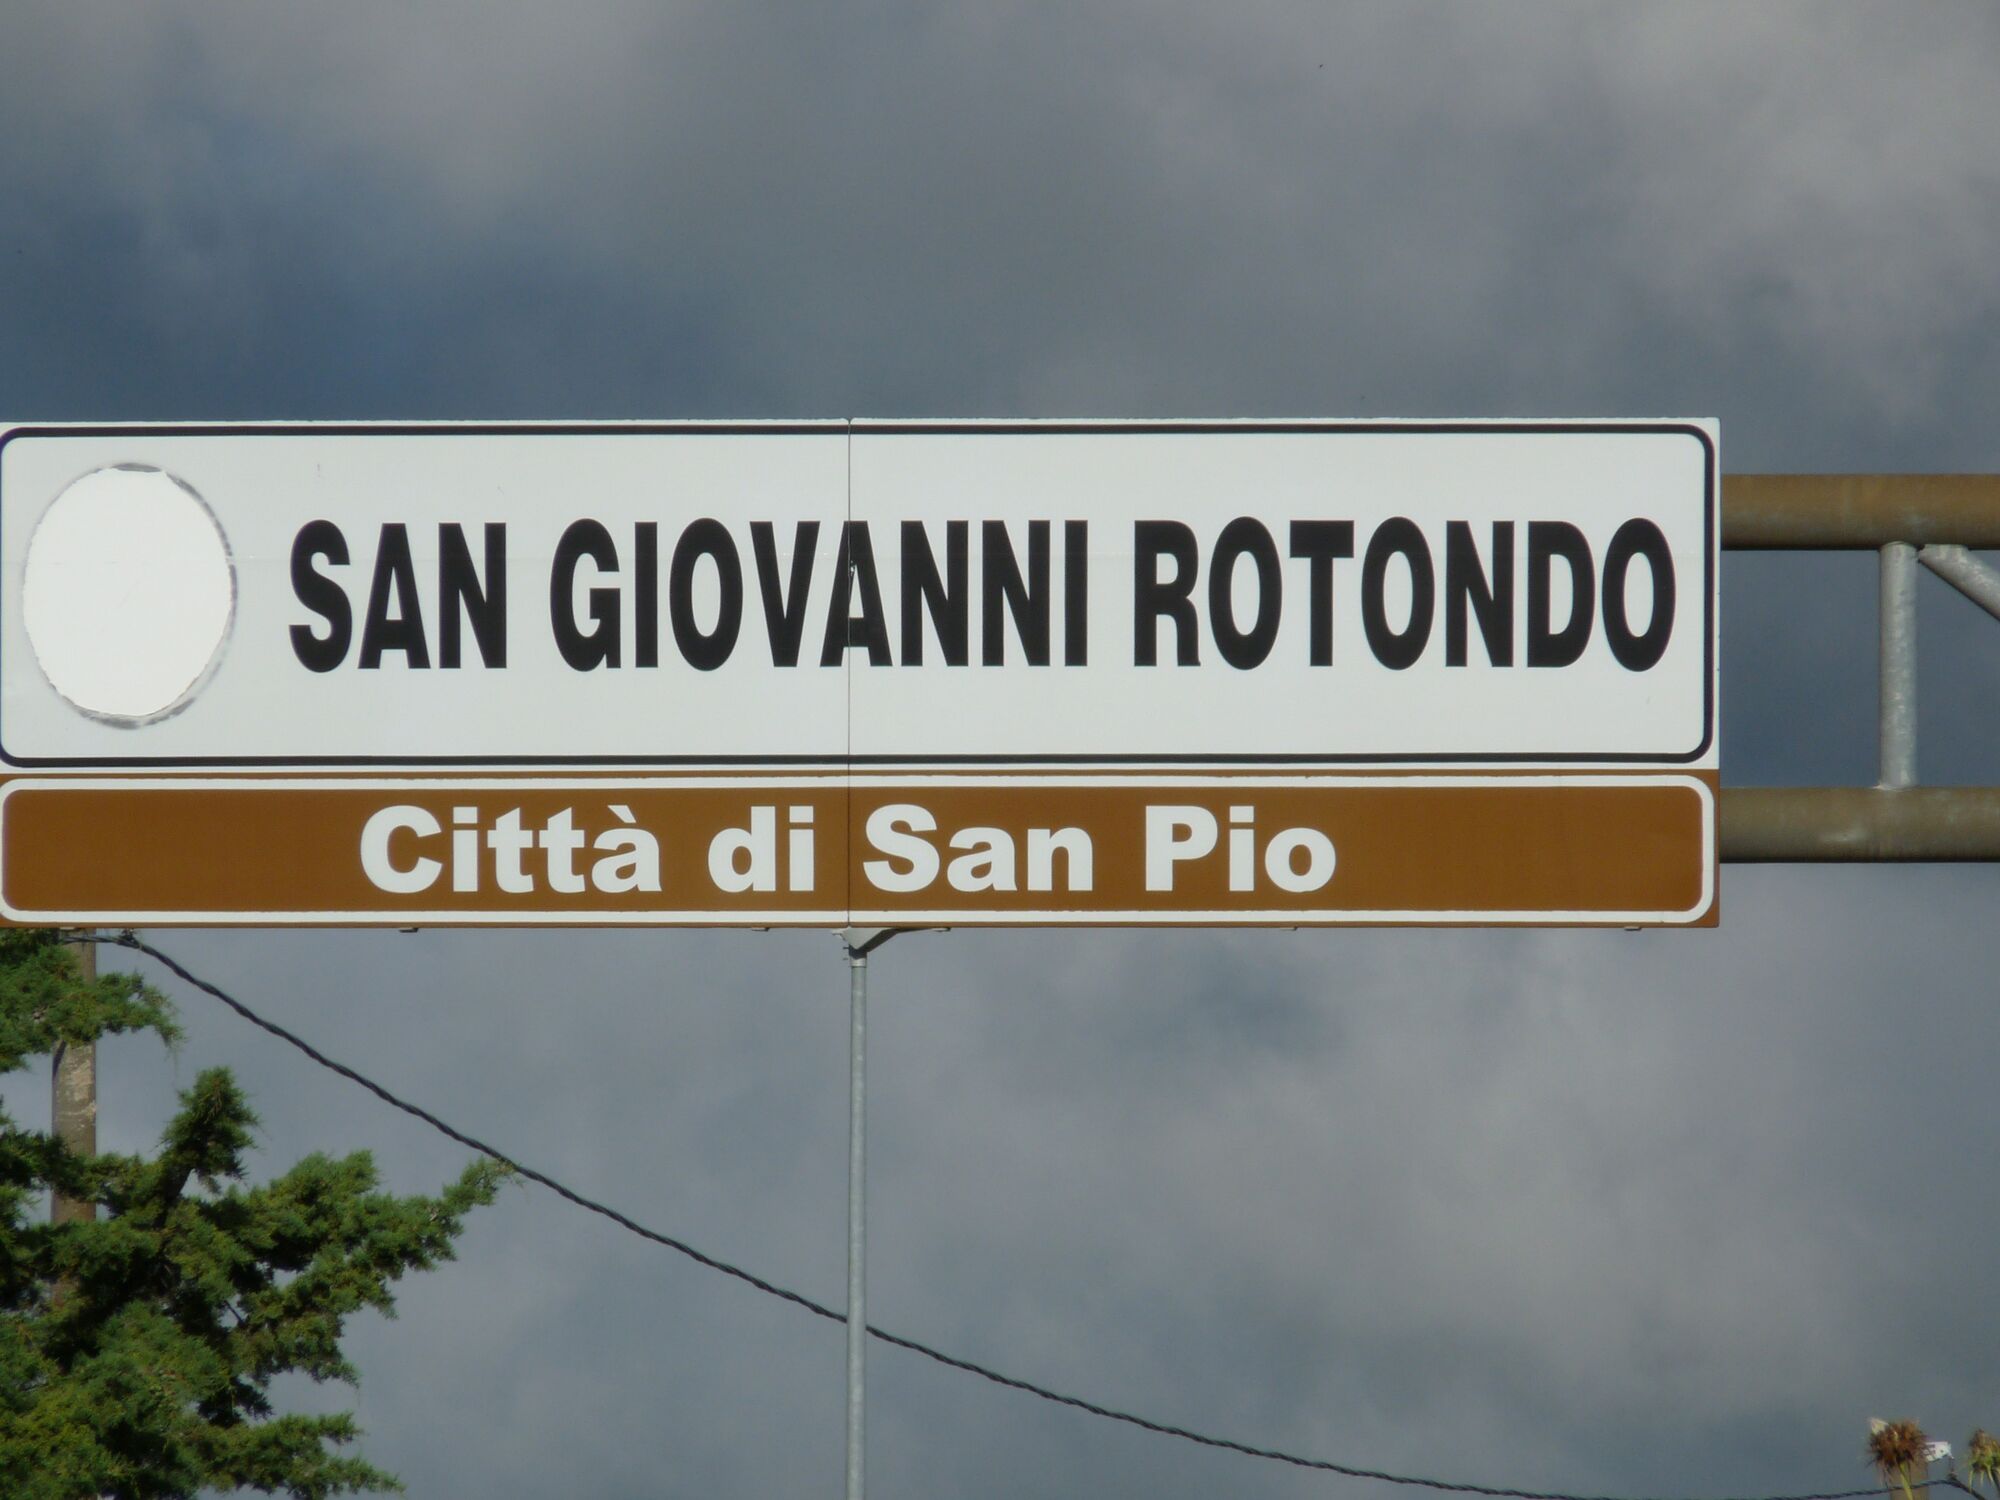 SAN GIOVANNI ROTONDO
Città di San Pio